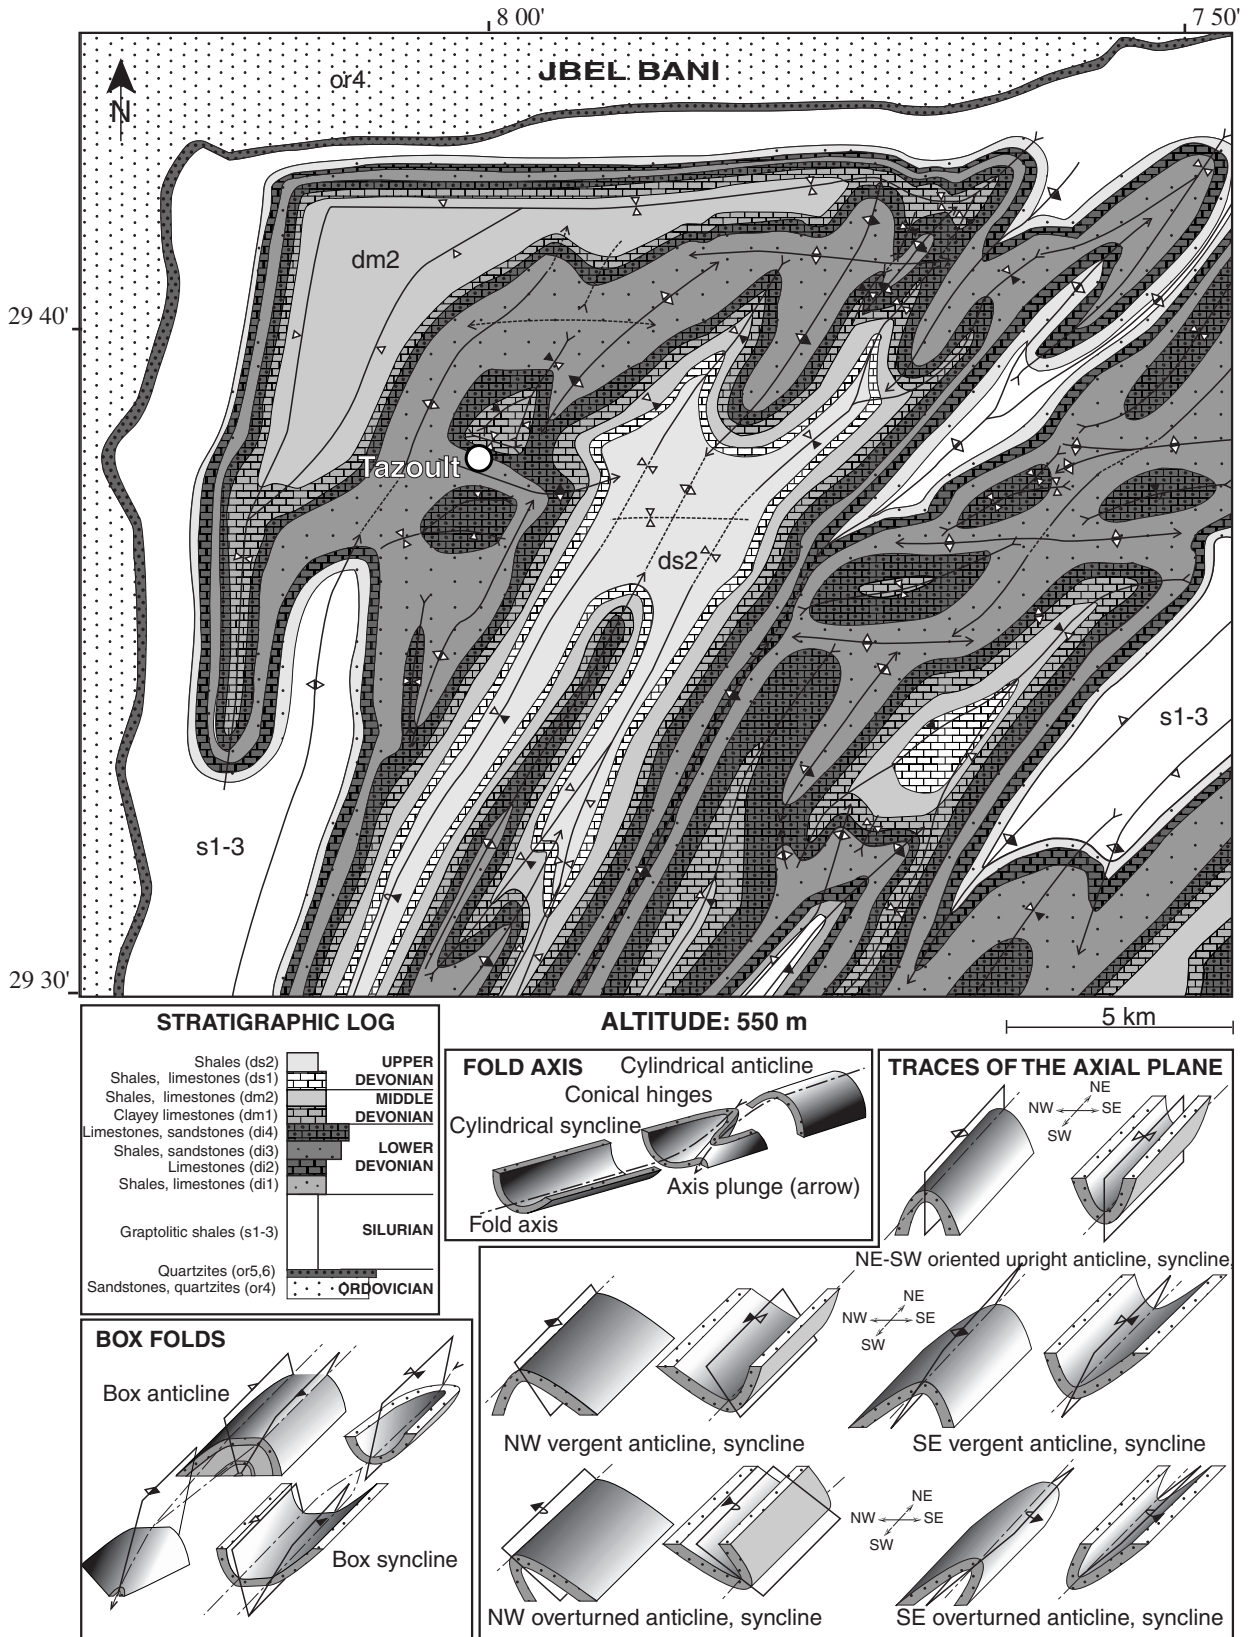 8 00'
7 50'
JBEL BANI
or4
N
dm2
29 40'
Tazoult
ds2
s1-3
s1-3
29 30'
STRATIGRAPHIC LOG
Shales (ds2)
UPPER
Shales, limestones (ds1)
DEVONIAN
Shales, limestones (dm2)
MIDDLE
Clayey limestones (dm1)
DEVONIAN
Limestones, sandstones (di4)
Shales, sandstones (di3)
LOWER
Limestones (di2)
DEVONIAN
Shales, limestones (di1)
Graptolitic shales (s1-3)
SILURIAN
Quartzites (or5,6)
Sandstones, quartzites (or4)
ORDOVICIAN
ALTITUDE: 550 m
5 km
FOLD AXIS
Cylindrical anticline
Conical hinges
Cylindrical syncline
Axis plunge (arrow)
Fold axis
TRACES OF THE AXIAL PLANE
NE
NW
SE
SW
NE-SW oriented upright anticline, syncline
NE
NW
SE
SW
NW vergent anticline, syncline
SE vergent anticline, syncline
NE
NW
SE
SW
NW overturned anticline, syncline
SE overturned anticline, syncline
BOX FOLDS
Box anticline
Box syncline